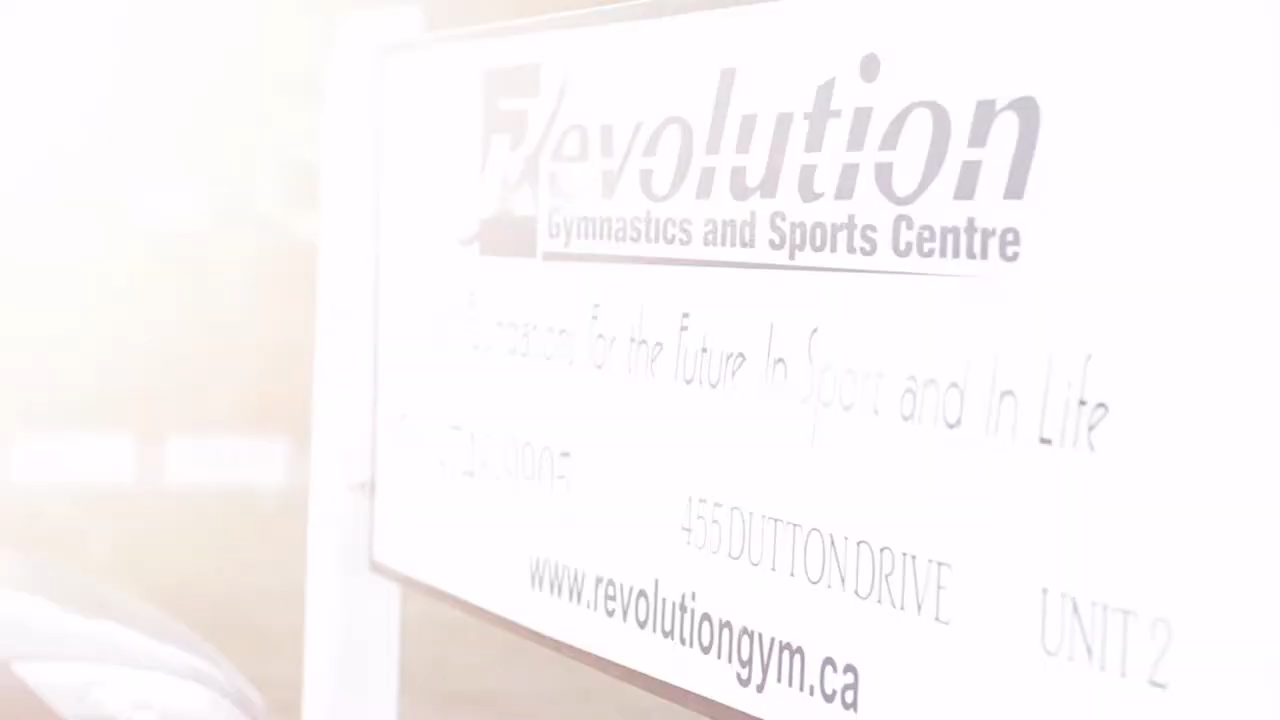 Revolution
Gymnastics and Sports Centre
for the Future In Sport and In Life
455 DUTTON DRIVE UNIT 2
www.revolutiongym.ca